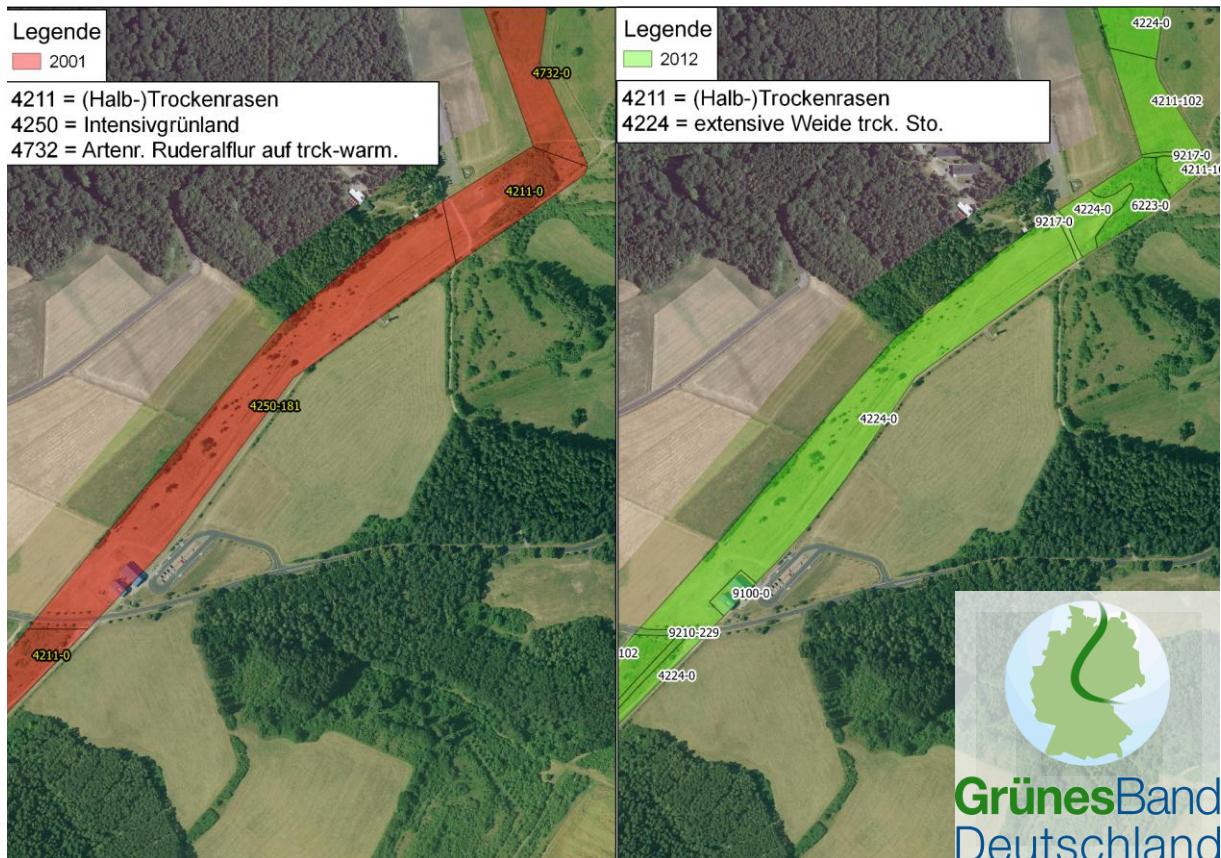 Legende
2001
4211 = (Halb-)Trockenrasen
4250 = Intensivgrünland
4732 = Artenr. Ruderalflur auf trck-warm.
4732-0
4211-0
4250-181
4211-0
Legende
2012
4211 = (Halb-)Trockenrasen
4224 = extensive Weide trck. Sto.
4224-0
4211-102
9217-0
4211-10
6223-0
4224-0
9217-0
4224-0
9100-0
9210-229
102
4224-0
GrünesBand
Deutschland